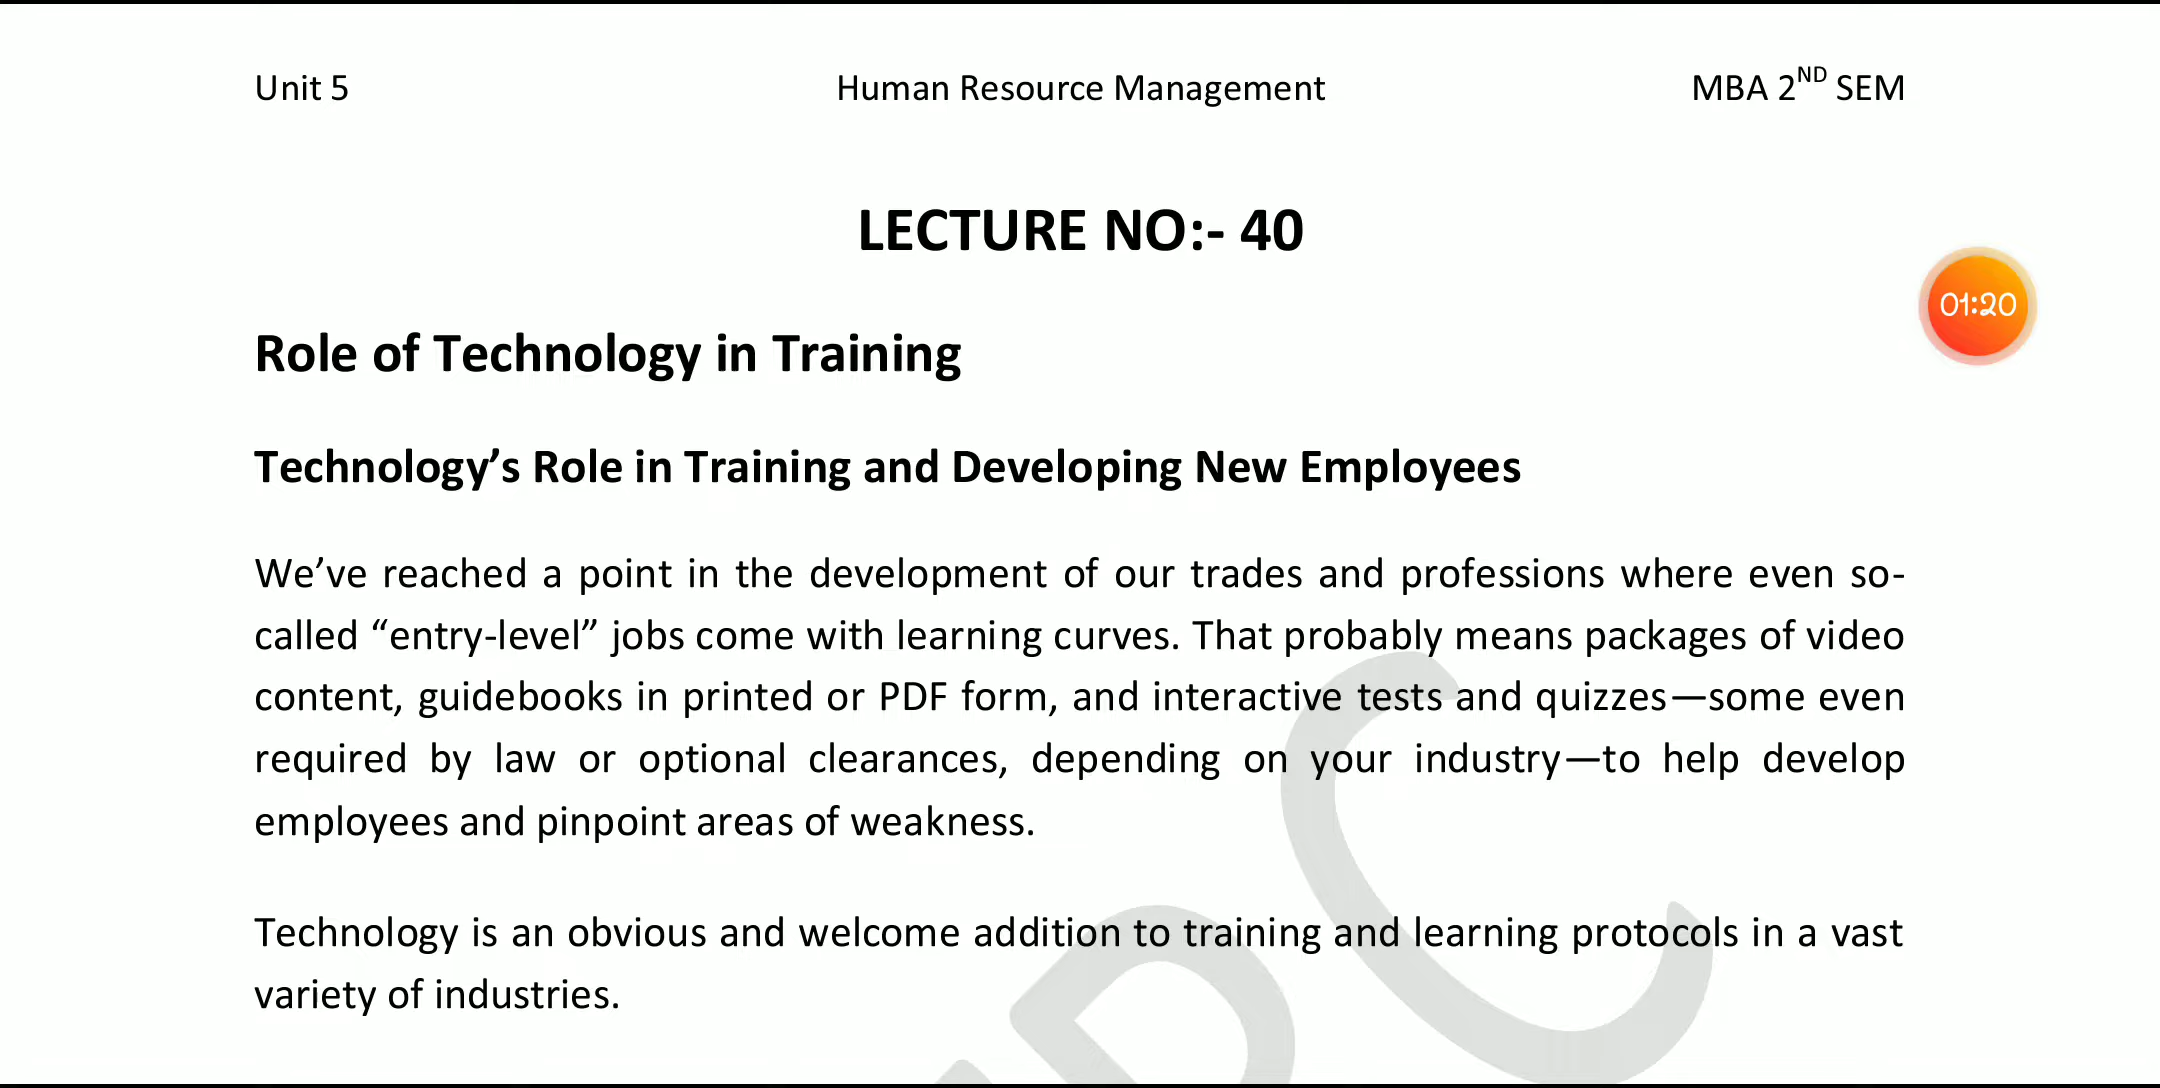 Unit 5 Human Resource Management MBA 2ND SEM
LECTURE NO:- 40
01:20
Role of Technology in Training
Technology’s Role in Training and Developing New Employees
We’ve reached a point in the development of our trades and professions where even so-
called “entry-level” jobs come with learning curves. That probably means packages of video
content, guidebooks in printed or PDF form, and interactive tests and quizzes—some even
required by law or optional clearances, depending on your industry—to help develop
employees and pinpoint areas of weakness.
Technology is an obvious and welcome addition to training and learning protocols in a vast
variety of industries.